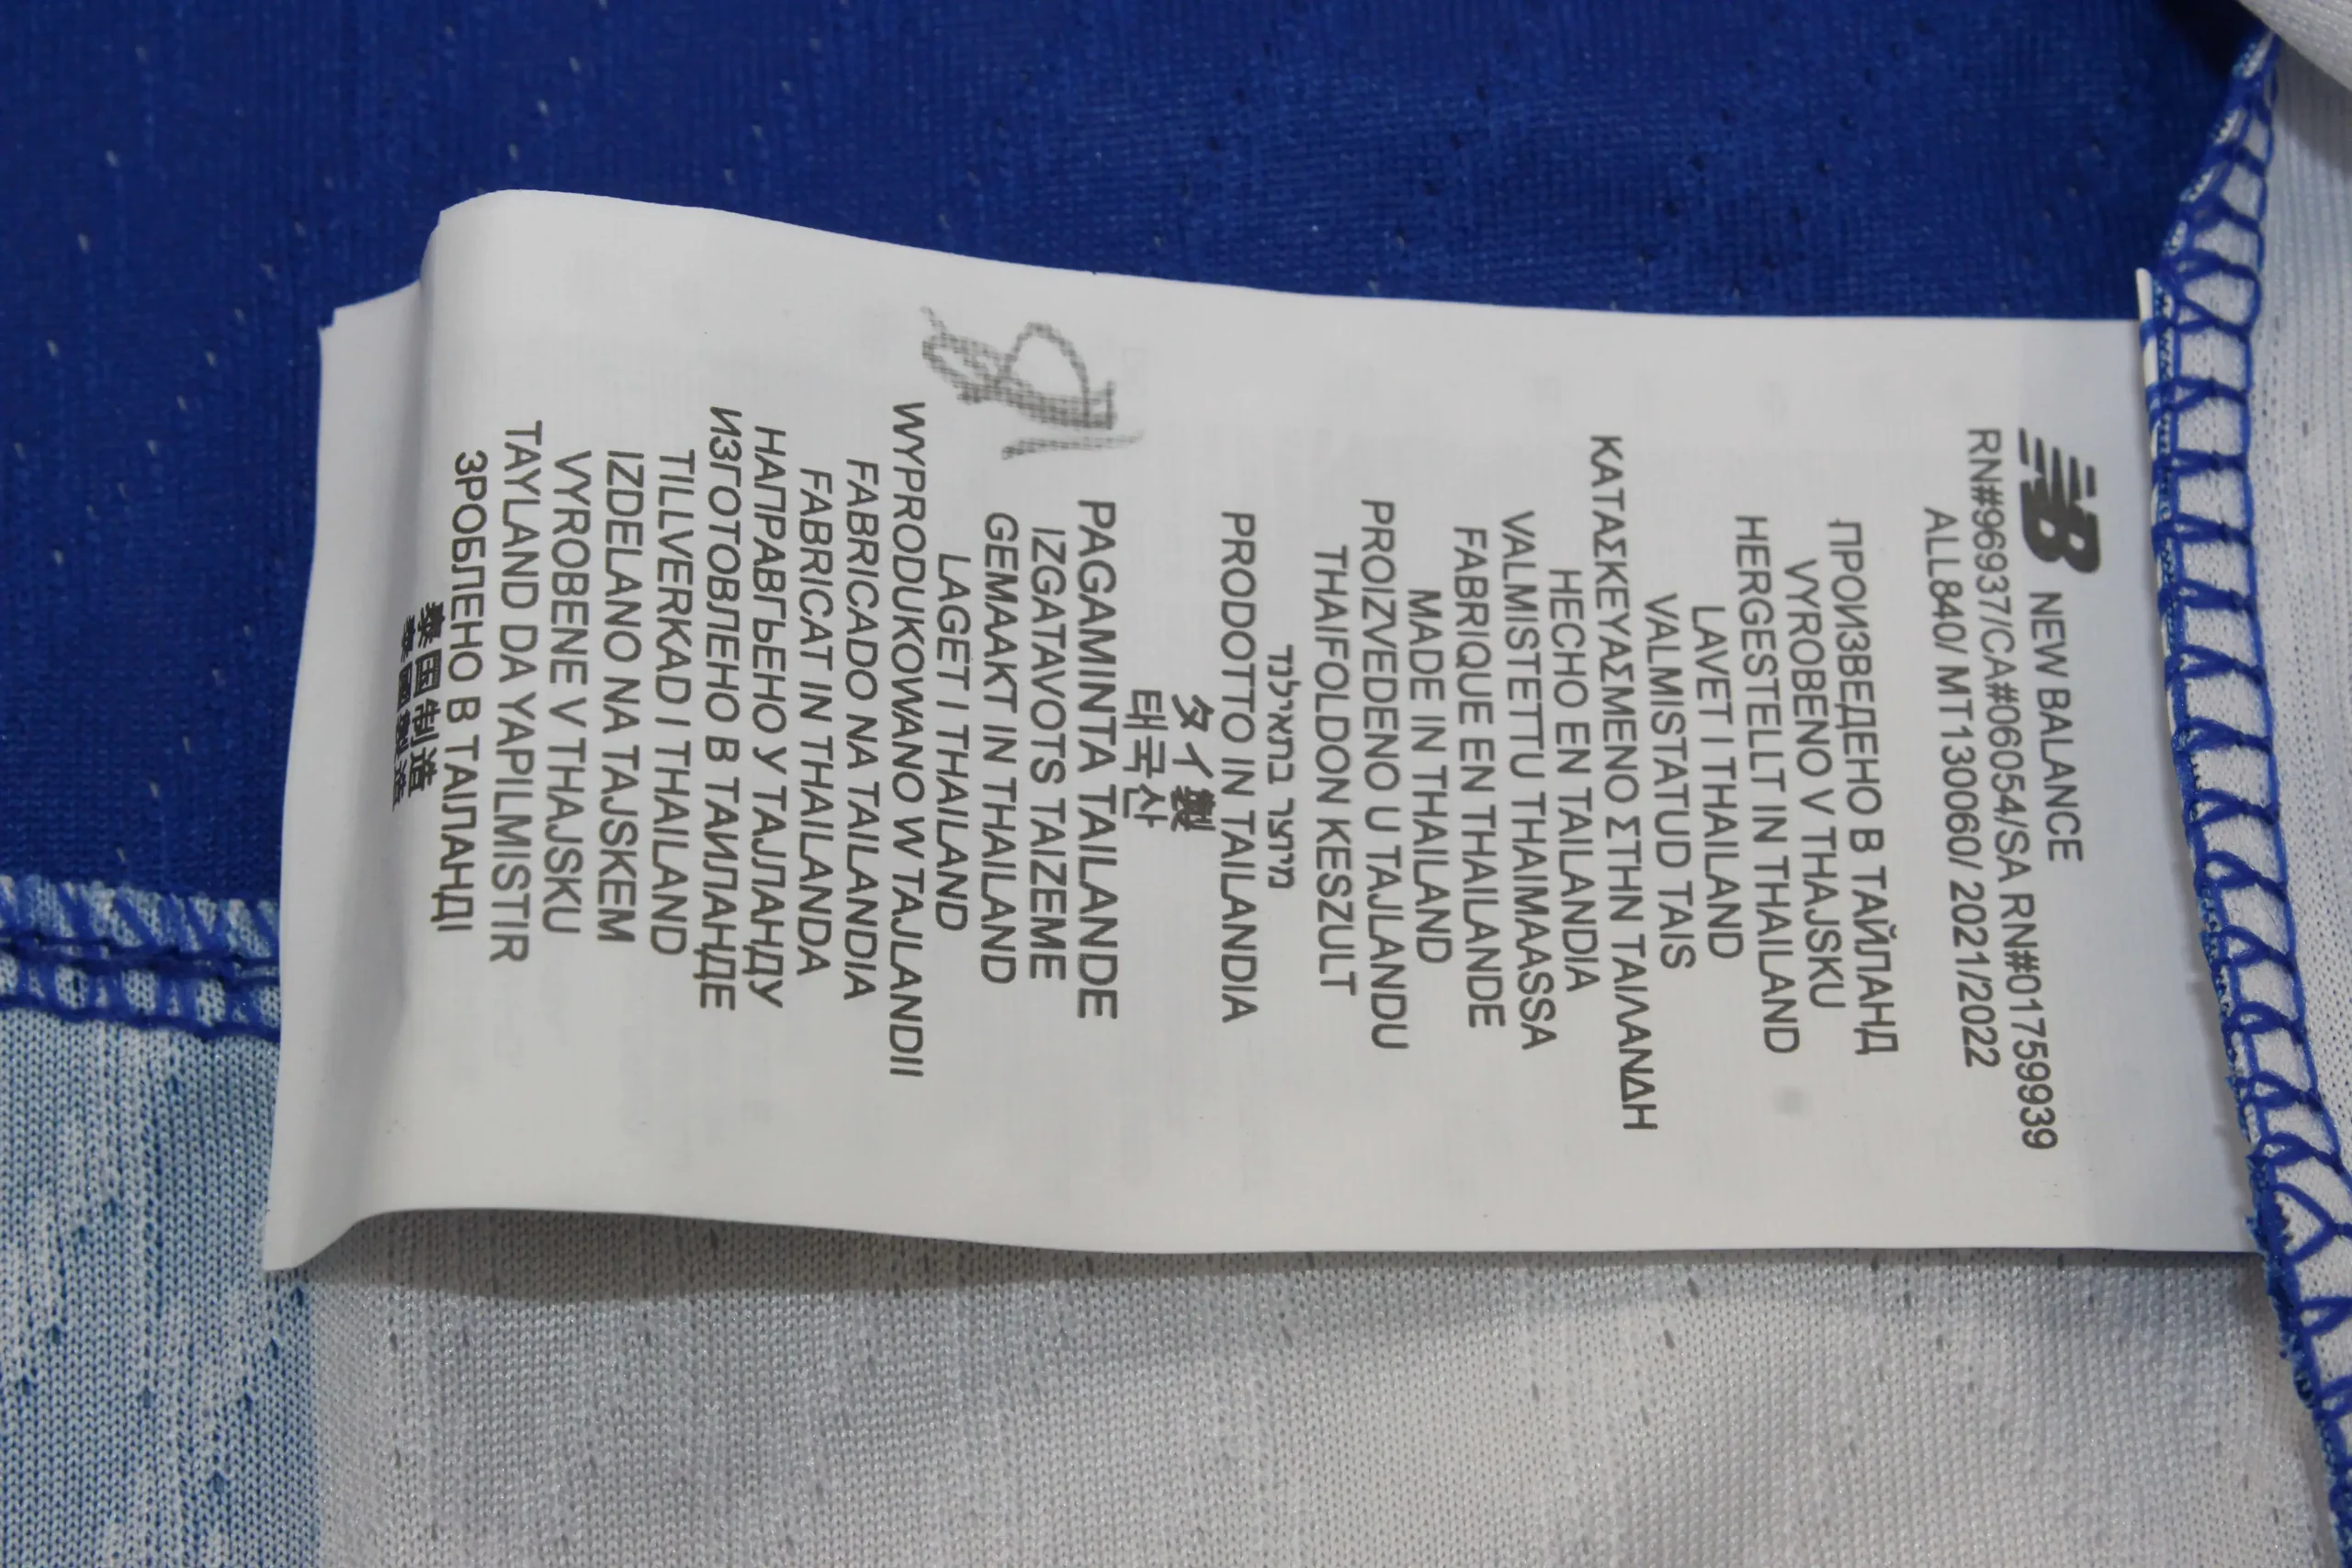 NB NEW BALANCE
RN#96937/CA#06054/SA RN#01759939
ALL840/ MT130060/ 2021/2022
ПРОИЗВЕДЕНО В ТАЙЛАНД
VYROBENO V THAJSKU
HERGESTELLT IN THAILAND
LAVET I THAILAND
VALMISTATUD TAIS
ΚΑΤΑΣΚΕΥΑΣΜΕΝΟ ΣΤΗΝ ΤΑΙΛΑΝΔΗ
HECHO EN TAILANDIA
VALMISTETTU THAIMAASSA
FABRIQUE EN THAILANDE
MADE IN THAILAND
PROIZVEDENO U TAJLANDU
THAIFOLDON KESZULT
מיוצר בתאילנד
PRODOTTO IN TAILANDIA
タイ製
태국산
PAGAMINTA TAILANDE
IZGATAVOTS TAIZEME
GEMAAKT IN THAILAND
LAGET I THAILAND
WYPRODUKOWANO W TAJLANDII
FABRICADO NA TAILANDIA
FABRICAT IN THAILANDA
НАПРАВГЬЕНО У ТАЈЛАНДУ
ИЗГОТОВЛЕНО В ТАИЛАНДЕ
TILLVERKAD I THAILAND
IZDELANO NA TAJSKEM
VYROBENE V THAJSKU
TAYLAND DA YAPILMISTIR
ЗРОБЛЕНО В ТАІЛАНДІ
泰国制造
泰國製造